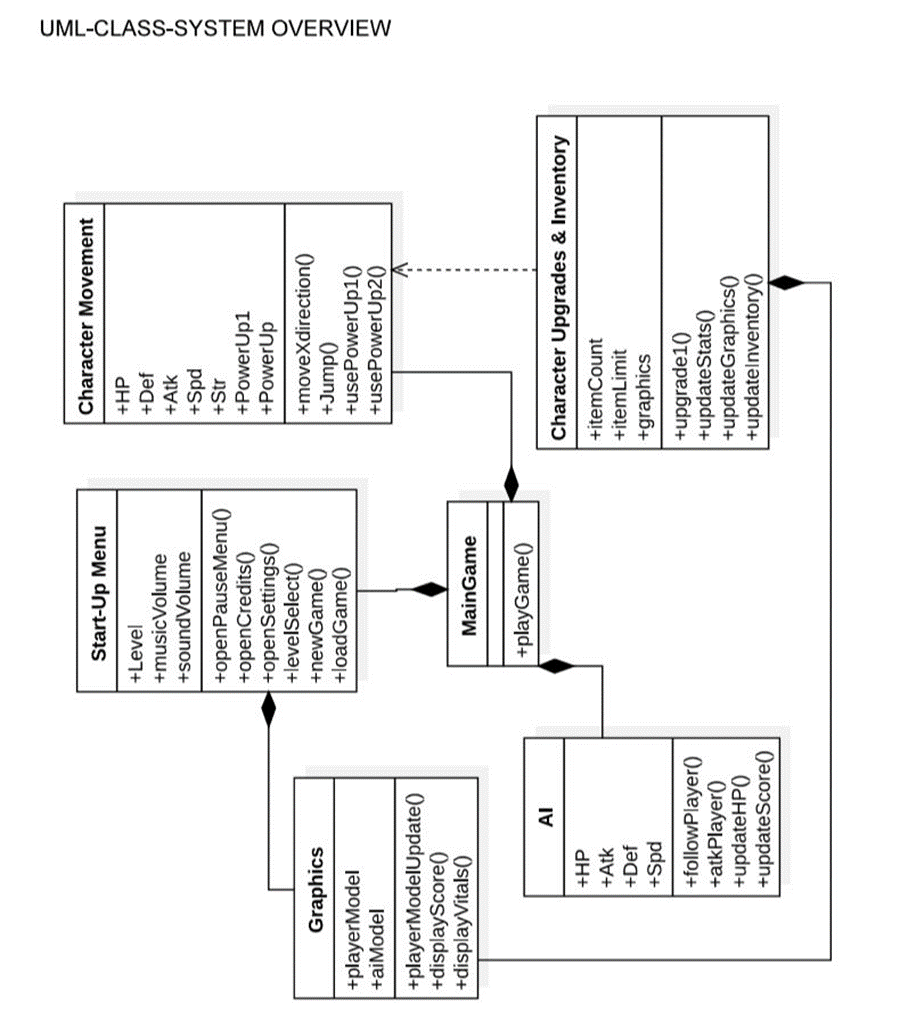 UML-CLASS-SYSTEM OVERVIEW
Character Movement
+HP
+Def
+Atk
+Spd
+Str
+PowerUp1
+PowerUp
+moveXdirection()
+Jump()
+usePowerUp1()
+usePowerUp2()
Character Upgrades & Inventory
+itemCount
+itemLimit
+graphics
+upgrade1()
+updateStats()
+updateGraphics()
+updateInventory()
Start-Up Menu
+Level
+musicVolume
+soundVolume
+openPauseMenu()
+openCredits()
+openSettings()
+levelSelect()
+newGame()
+loadGame()
MainGame
+playGame()
Graphics
+playerModel
+aiModel
+playerModelUpdate()
+displayScore()
+displayVitals()
AI
+HP
+Atk
+Def
+Spd
+followPlayer()
+atkPlayer()
+updateHP()
+updateScore()